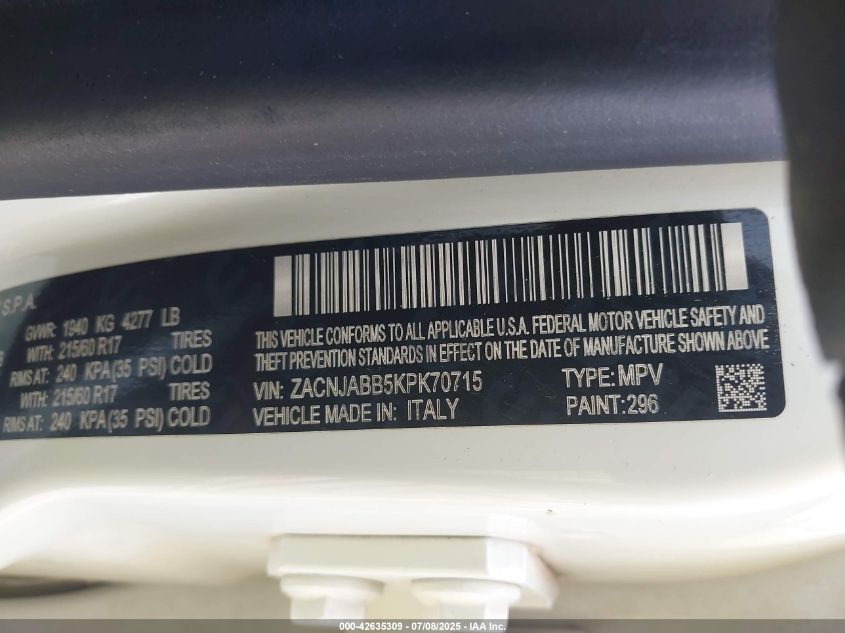 S.P.A.
GVWR: 1940 KG 4277 LB
WITH: 215/60 R17 TIRES
RIMS AT: 240 KPA(35 PSI) COLD
WITH: 215/60 R17 TIRES
RIMS AT: 240 KPA(35 PSI) COLD
THIS VEHICLE CONFORMS TO ALL APPLICABLE U.S.A. FEDERAL MOTOR VEHICLE SAFETY AND
THEFT PREVENTION STANDARDS IN EFFECT ON THE DATE OF MANUFACTURE SHOWN ABOVE
VIN: ZACNJABB5KPK70715 TYPE: MPV
VEHICLE MADE IN: ITALY PAINT: 296
000-42635309 | 07/08/2025 - IAA Inc.